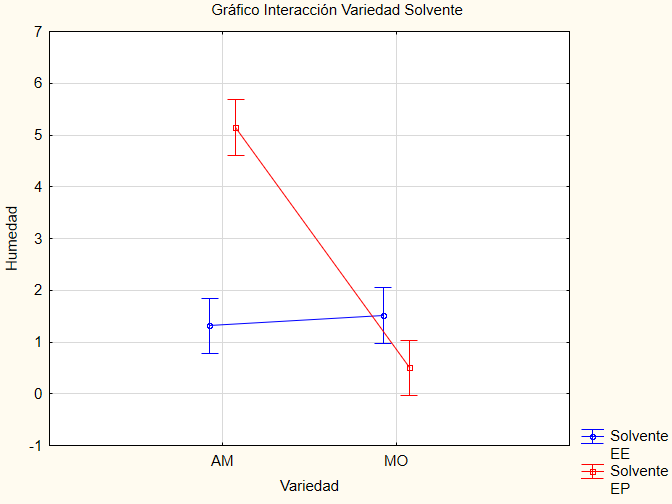 Gráfico Interacción Variedad Solvente
7
6
5
4
3
2
1
0
-1
Humedad
AM
MO
Variedad
Solvente
EE
Solvente
EP